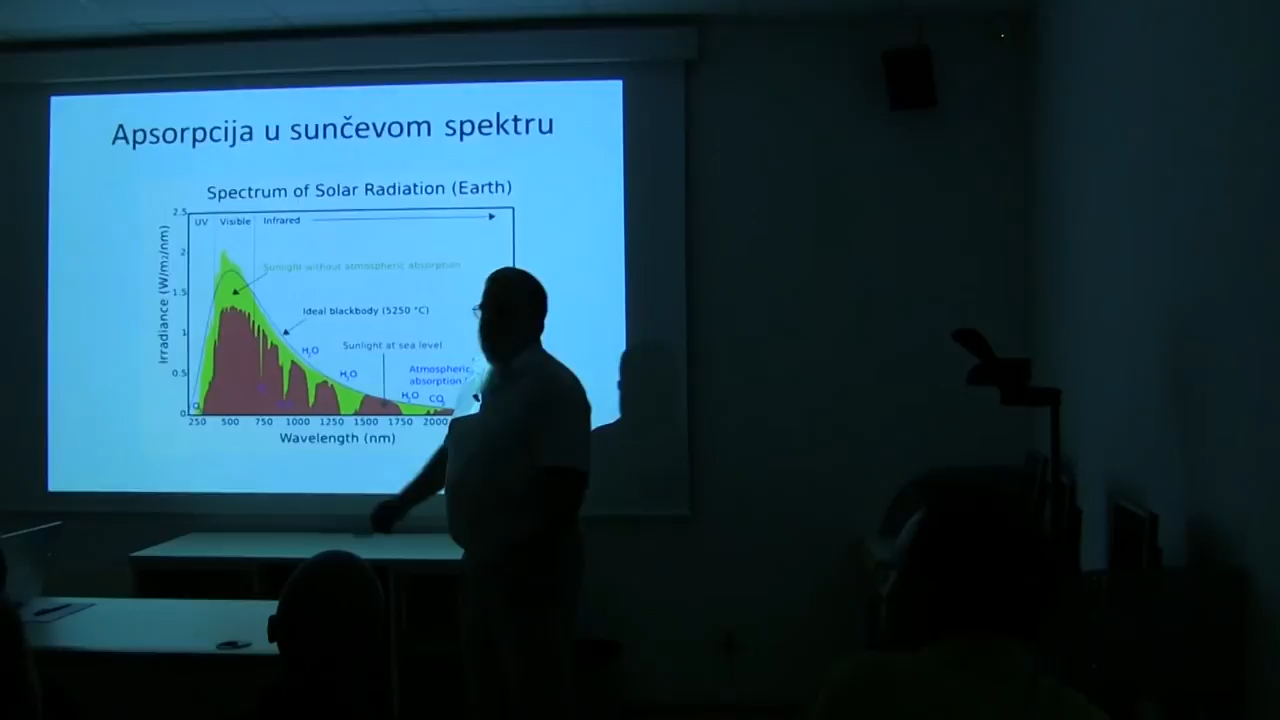 Apsorpcija u sunčevom spektru
Spectrum of Solar Radiation (Earth)
2.5
UV Visible Infrared
2
Sunlight without atmospheric absorption
1.5
Ideal blackbody (5250 °C)
1
H₂O
Sunlight at sea level
0.5
H₂O
Atmospheric
absorption
H₂O CO₂
0
250 500 750 1000 1250 1500 1750 2000
Wavelength (nm)
Irradiance (W/m2/nm)